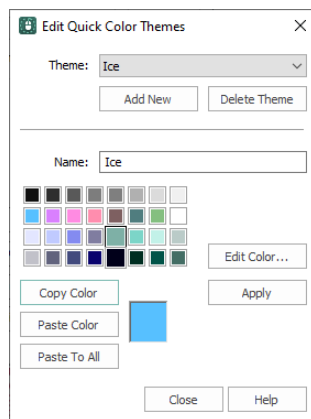 Edit Quick Color Themes
Theme: Ice
Add New Delete Theme
Name: Ice
Edit Color...
Copy Color Apply
Paste Color
Paste To All
Close Help